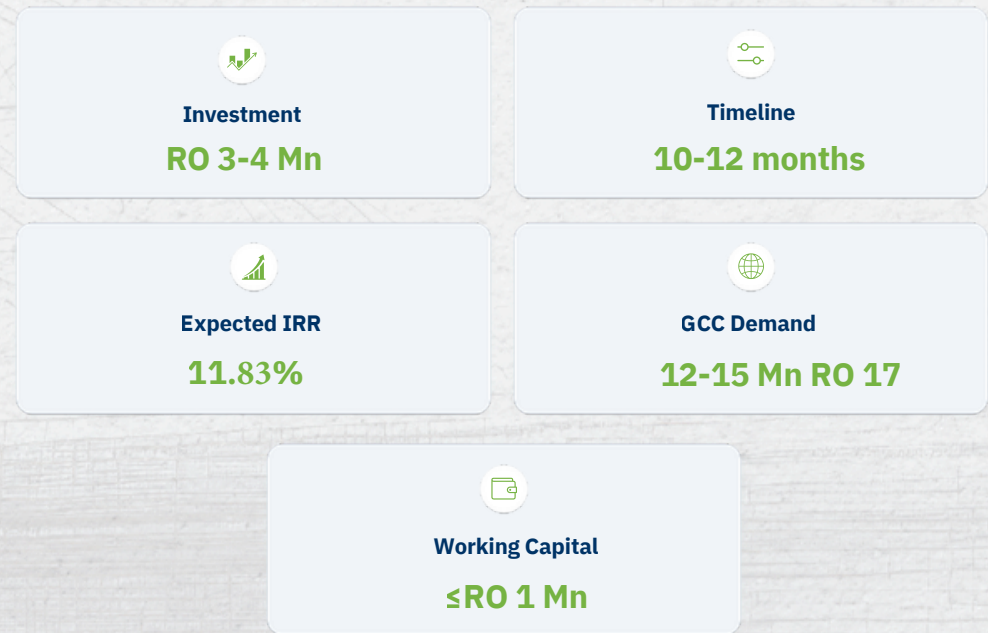 Investment
RO 3-4 Mn
Timeline
10-12 months
Expected IRR
11.83%
GCC Demand
12-15 Mn RO 17
Working Capital
≤RO 1 Mn